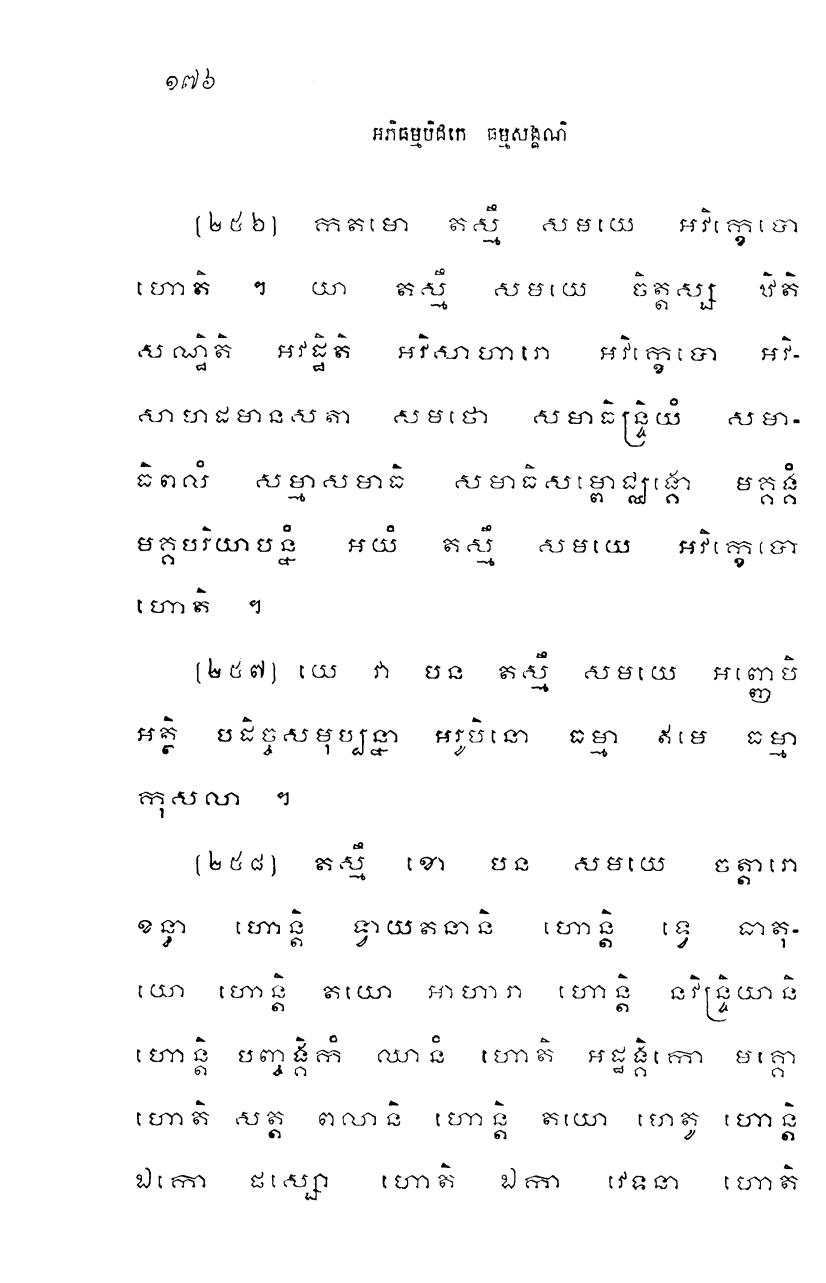 ១៧៦
អភិធម្មបិដកេ ធម្មសង្គណិ
(២៥៦) កតមោ តស្មឹ សមយេ អវិក្ខេបោ
ហោតិ ។ យា តស្មឹ សមយេ ចិត្តស្ស ឋិតិ
សណ្ឋិតិ អវដ្ឋិតិ អវិសាហារោ អវិក្ខេបោ អវិ-
សាហដមានសតា សមថោ សមាធិន្ទ្រិយំ សមា-
ធិពលំ សម្មាសមាធិ សមាធិសម្ពោជ្ឈង្គោ មគ្គង្គំ
មគ្គបរិយាបន្នំ អយំ តស្មឹ សមយេ អវិក្ខេបោ
ហោតិ ។
(២៥៧) យេ វា បន តស្មឹ សមយេ អញ្ញេបិ
អត្ថិ បដិច្ចសមុប្បន្នា អរូបិនោ ធម្មា ឥមេ ធម្មា
កុសលា ។
(២៥៨) តស្មឹ ខោ បន សមយេ ចត្តារោ
ខន្ធា ហោន្តិ ទ្វាយតនានិ ហោន្តិ ទ្វេ ធាតុ-
យោ ហោន្តិ តយោ អាហារា ហោន្តិ នវិន្ទ្រិយានិ
ហោន្តិ បញ្ចង្គិកំ ឈានំ ហោតិ អដ្ឋង្គិកោ មគ្គោ
ហោតិ សត្ត ពលានិ ហោន្តិ តយោ ហេតូ ហោន្តិ
ឯកោ ផស្សោ ហោតិ ឯកា វេទនា ហោតិ